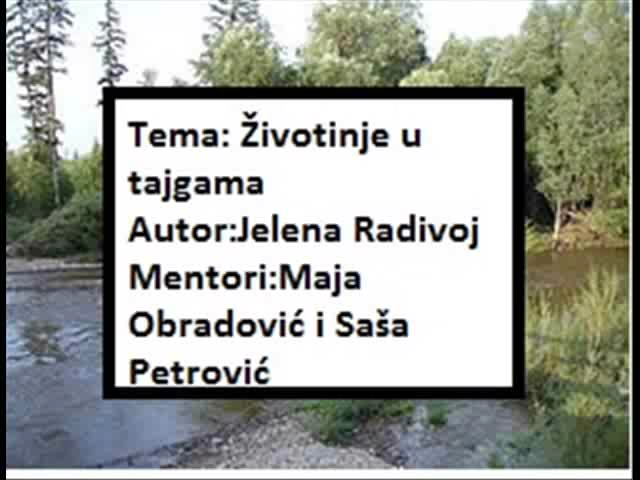 Tema: Životinje u
tajgama
Autor:Jelena Radivoj
Mentori:Maja
Obradović i Saša
Petrović